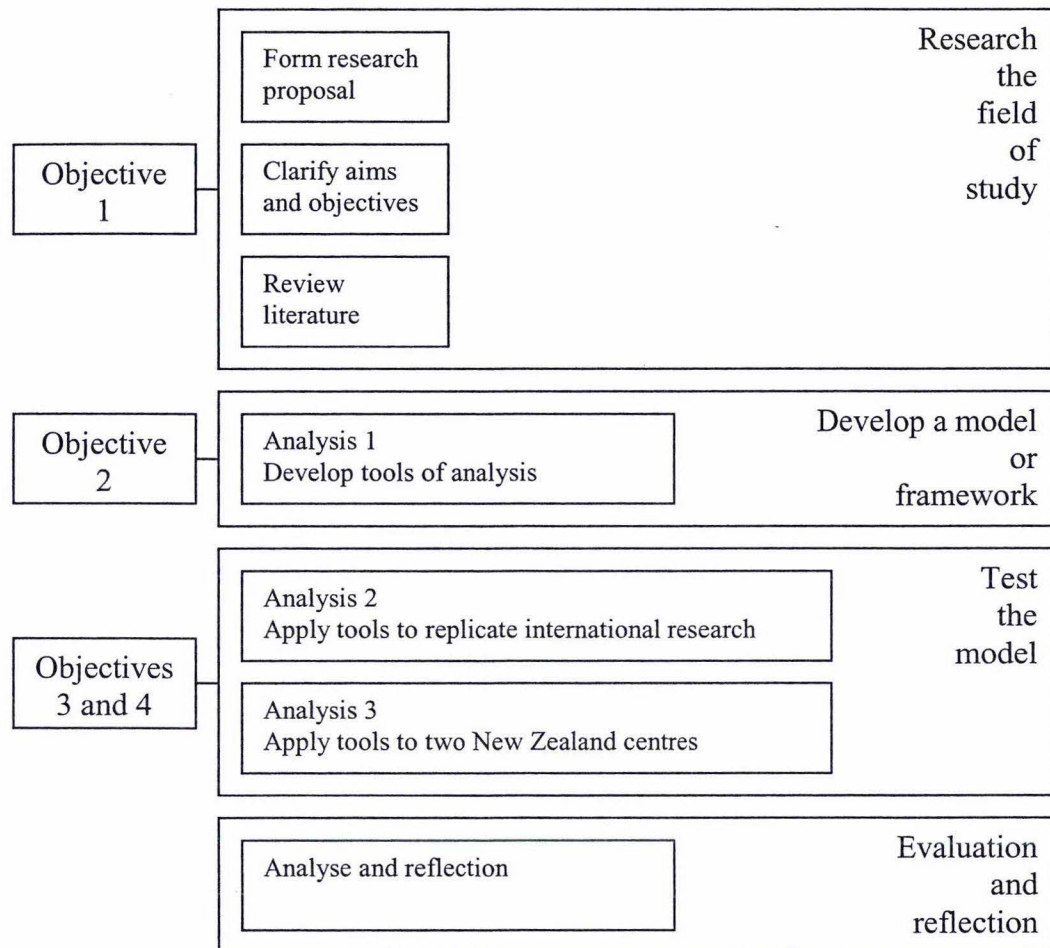 Objective
1
Form research
proposal
Clarify aims
and objectives
Review
literature
Research
the
field
of
study
Objective
2
Analysis 1
Develop tools of analysis
Develop a model
or
framework
Objectives
3 and 4
Analysis 2
Apply tools to replicate international research
Analysis 3
Apply tools to two New Zealand centres
Test
the
model
Analyse and reflection
Evaluation
and
reflection